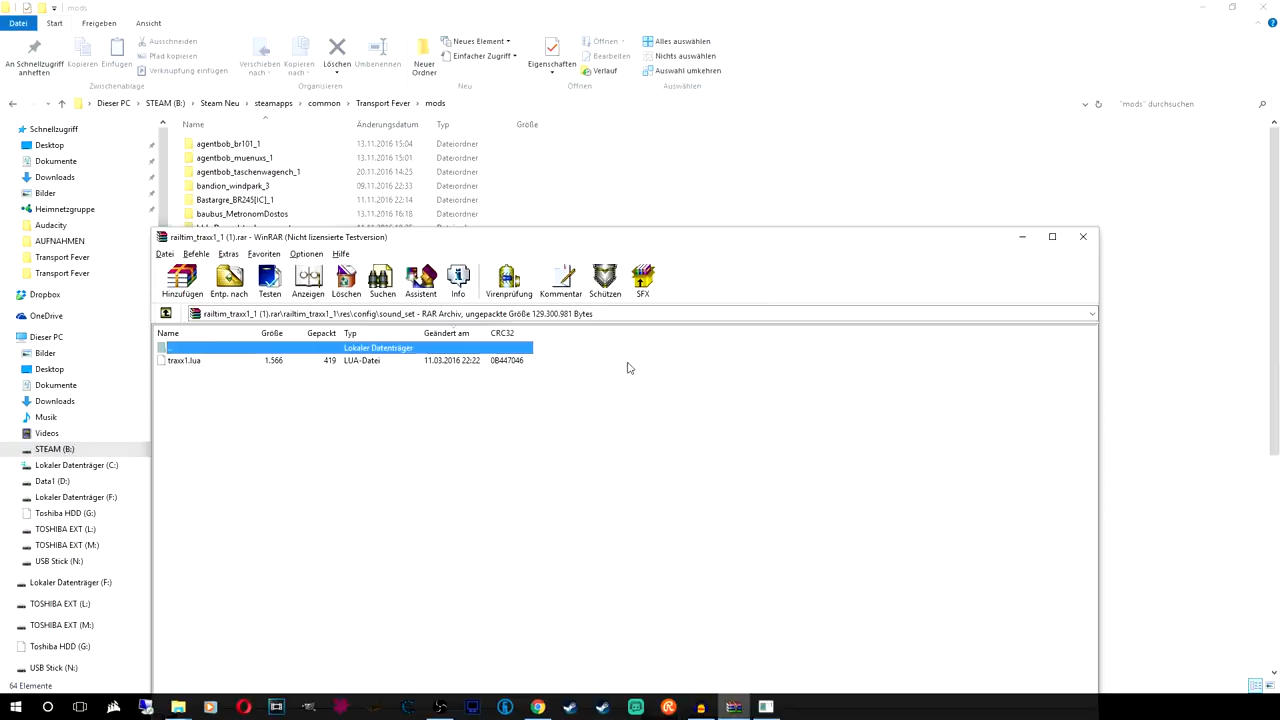 mods
Datei Start Freigeben Ansicht
An Schnellzugriff anheften
Kopieren
Einfügen
Ausschneiden
Pfad kopieren
Verknüpfung einfügen
Zwischenablage
Verschieben nach
Kopieren nach
Löschen
Umbenennen
Organisieren
Neuer Ordner
Neues Element
Einfacher Zugriff
Neu
Eigenschaften
Öffnen
Bearbeiten
Verlauf
Öffnen
Alles auswählen
Nichts auswählen
Auswahl umkehren
Auswählen
Dieser PC > STEAM (B:) > Steam Neu > steamapps > common > Transport Fever > mods
"mods" durchsuchen
Name Änderungsdatum Typ Größe
agentbob_br101_1 13.11.2016 15:04 Dateiordner
agentbob_muenuxs_1 13.11.2016 15:01 Dateiordner
agentbob_taschenwagench_1 20.11.2016 14:25 Dateiordner
bandion_windpark_3 09.11.2016 22:33 Dateiordner
Bastargre_BR245[IC]_1 11.11.2016 22:14 Dateiordner
baubus_MetronomDostos 13.11.2016 16:18 Dateiordner
Schnellzugriff
Desktop
Dokumente
Downloads
Bilder
Heimnetzgruppe
Audacity
AUFNAHMEN
Transport Fever
Transport Fever
Dropbox
OneDrive
Dieser PC
Bilder
Desktop
Dokumente
Downloads
Musik
Videos
STEAM (B:)
Lokaler Datenträger (C:)
Data1 (D:)
Lokaler Datenträger (F:)
Toshiba HDD (G:)
TOSHIBA EXT (L:)
TOSHIBA EXT (M:)
USB Stick (N:)
Lokaler Datenträger (F:)
TOSHIBA EXT (L:)
TOSHIBA EXT (M:)
Toshiba HDD (G:)
USB Stick (N:)
64 Elemente
railtim_traxx1_1 (1).rar - WinRAR (Nicht lizensierte Testversion)
Datei Befehle Extras Favoriten Optionen Hilfe
Hinzufügen Entp. nach Testen Anzeigen Löschen Suchen Assistent Info Virenprüfung Kommentar Schützen SFX
railtim_traxx1_1 (1).rar\railtim_traxx1_1\res\config\sound_set - RAR Archiv, ungepackte Größe 129.300.981 Bytes
Name Größe Gepackt Typ Geändert am CRC32
.. Lokaler Datenträger
traxx1.lua 1.566 419 LUA-Datei 11.03.2016 22:22 0B447046